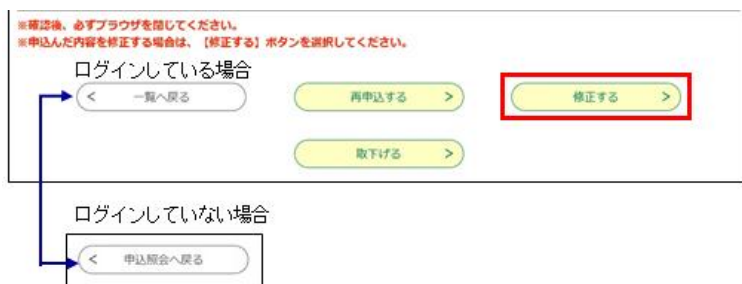 ※確認後、必ずブラウザを閉じてください。
※申込んだ内容を修正する場合は、【修正する】ボタンを選択してください。
ログインしている場合
< 一覧へ戻る
再申込する >
修正する >
取下げる >
ログインしていない場合
< 申込照会へ戻る